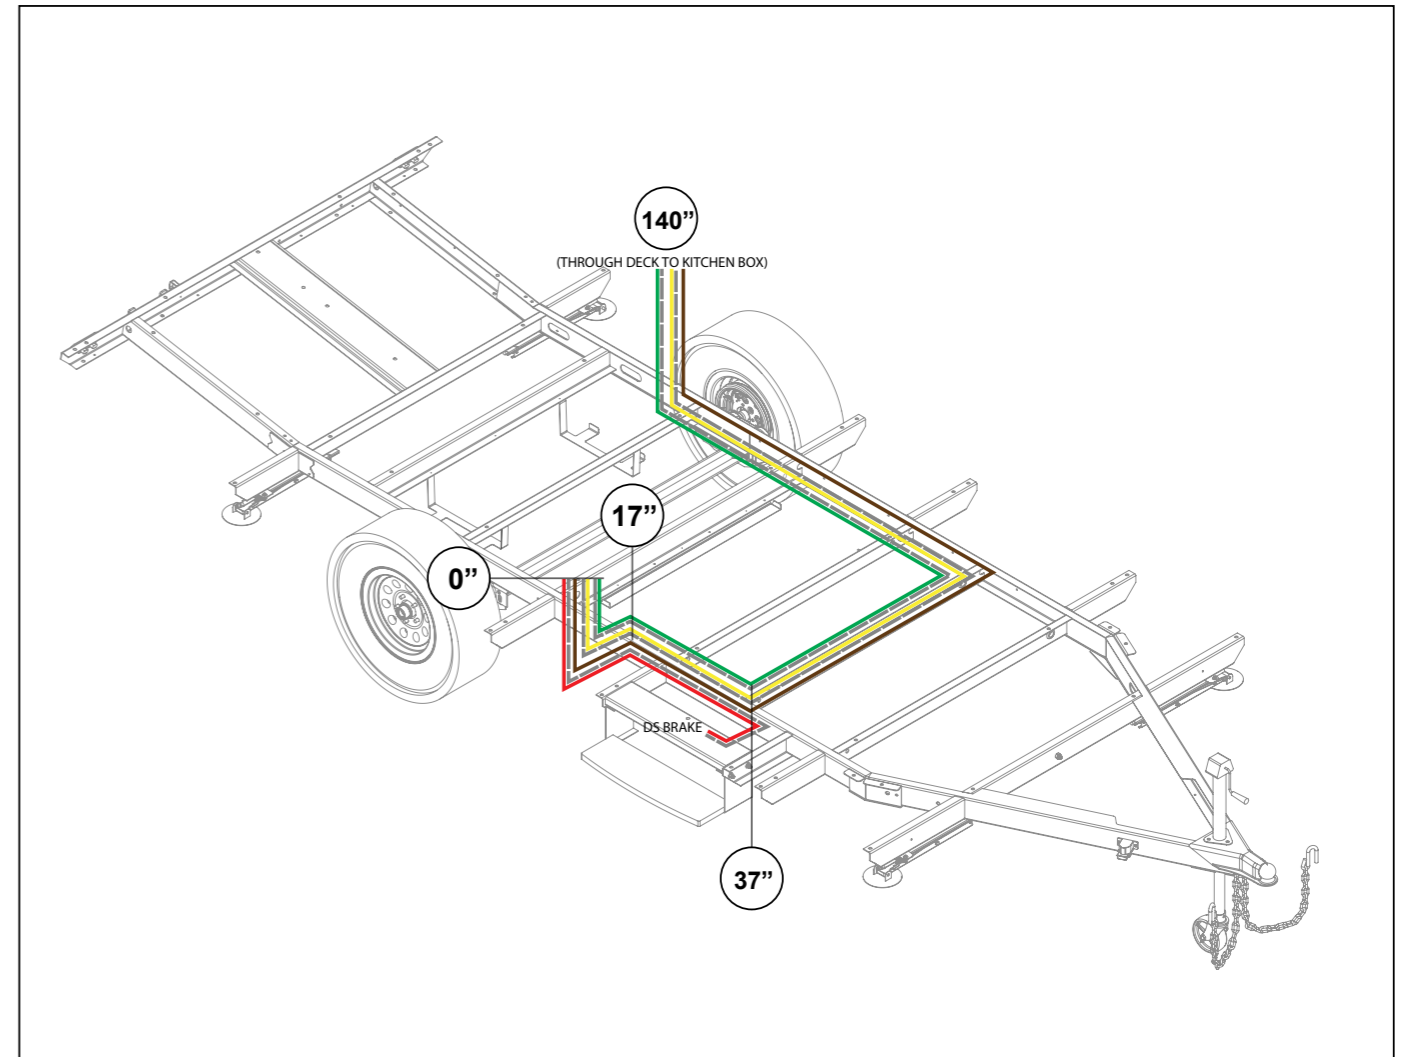 140”
(THROUGH DECK TO KITCHEN BOX)
17”
0”
DS BRAKE
37”